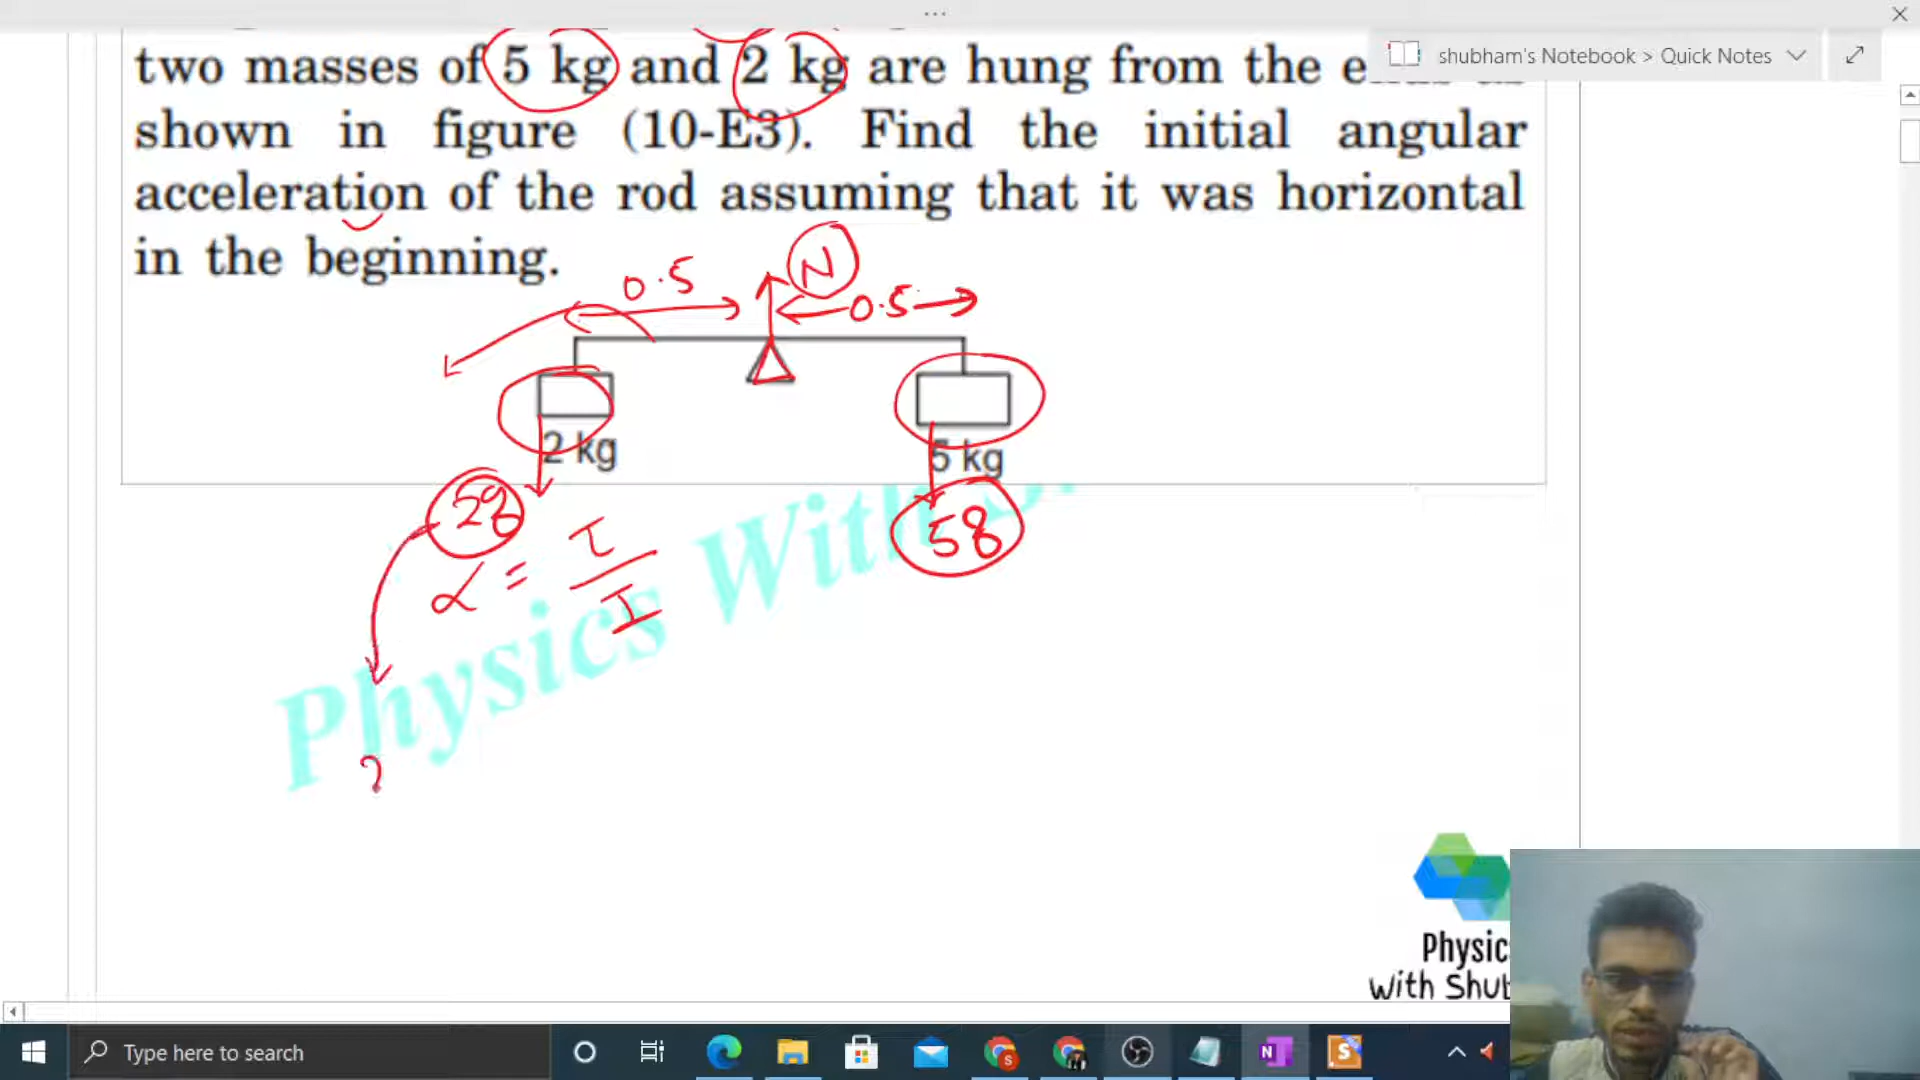 ...
shubham's Notebook > Quick Notes
two masses of 5 kg and 2 kg are hung from the
shown in figure (10-E3). Find the initial angular
acceleration of the rod assuming that it was horizontal
in the beginning.
N
0.5
0.5
2 kg
5 kg
2g
5g
α = τ / I
Physics With
2
Physic
with Shub
Type here to search